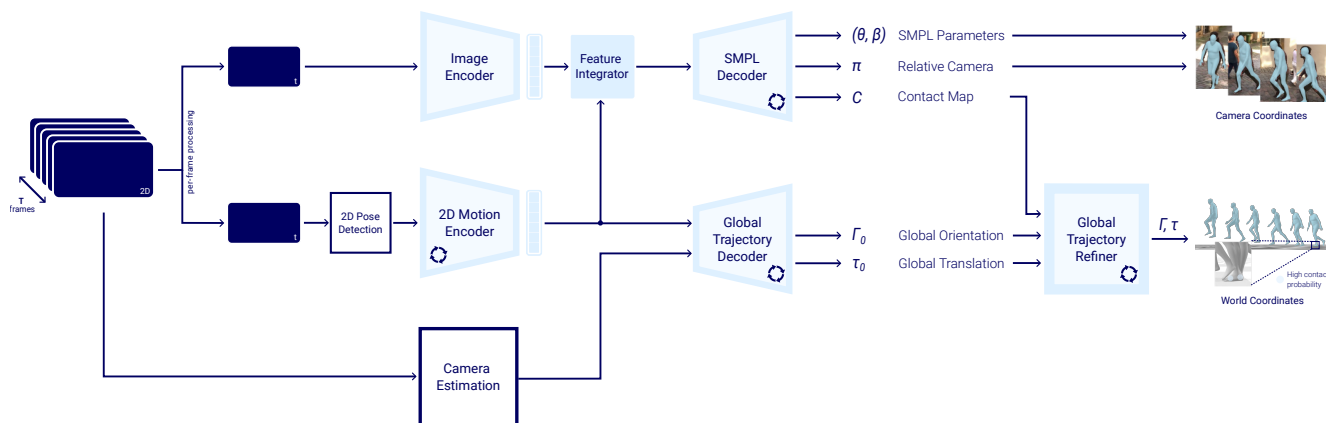 2D
T
frames
per-frame processing
t
t
2D Pose
Detection
Image
Encoder
2D Motion
Encoder
Camera
Estimation
Feature
Integrator
SMPL
Decoder
Global
Trajectory
Decoder
(θ, β) SMPL Parameters
π Relative Camera
C Contact Map
Γ₀ Global Orientation
τ₀ Global Translation
Global
Trajectory
Refiner
Γ, τ
Camera Coordinates
High contac
probability
World Coordinates